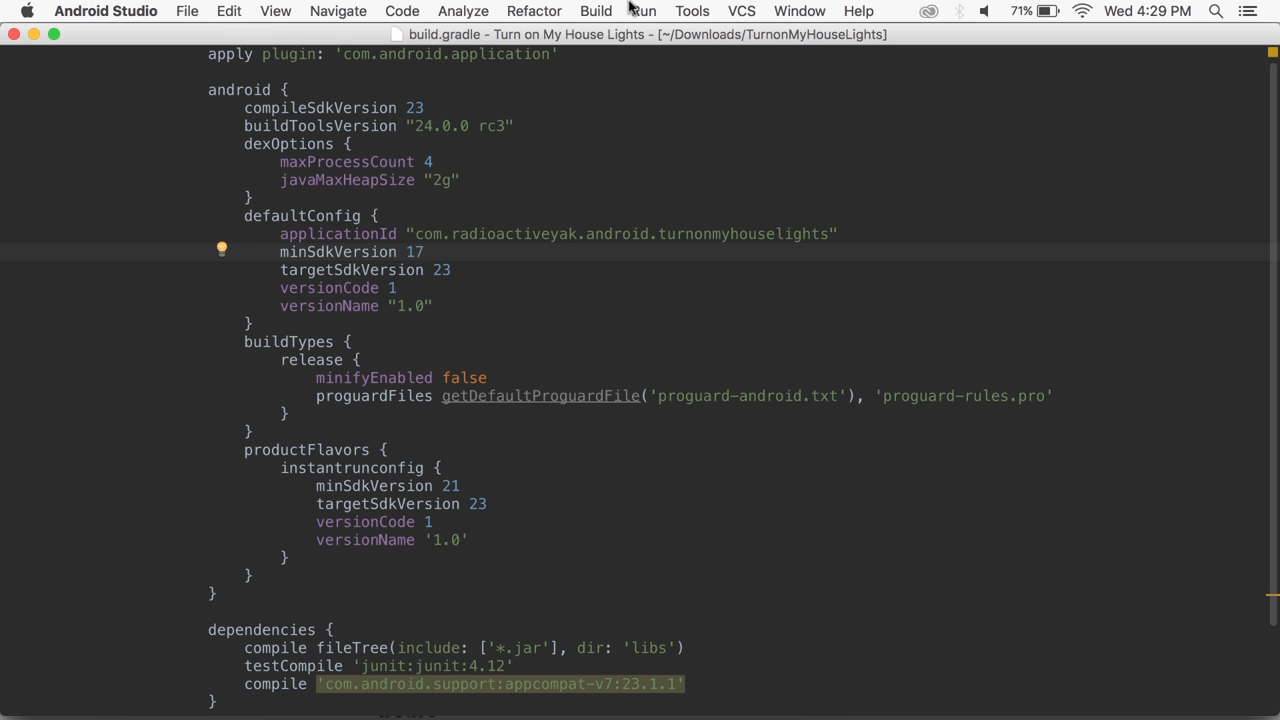 Android Studio File Edit View Navigate Code Analyze Refactor Build Run Tools VCS Window Help 71% Wed 4:29 PM
build.gradle - Turn on My House Lights - [~/Downloads/TurnonMyHouseLights]
apply plugin: 'com.android.application'
android {
compileSdkVersion 23
buildToolsVersion "24.0.0 rc3"
dexOptions {
maxProcessCount 4
javaMaxHeapSize "2g"
}
defaultConfig {
applicationId "com.radioactiveyak.android.turnonmyhouselights"
minSdkVersion 17
targetSdkVersion 23
versionCode 1
versionName "1.0"
}
buildTypes {
release {
minifyEnabled false
proguardFiles getDefaultProguardFile('proguard-android.txt'), 'proguard-rules.pro'
}
}
productFlavors {
instantrunconfig {
minSdkVersion 21
targetSdkVersion 23
versionCode 1
versionName '1.0'
}
}
}
dependencies {
compile fileTree(include: ['*.jar'], dir: 'libs')
testCompile 'junit:junit:4.12'
compile 'com.android.support:appcompat-v7:23.1.1'
}